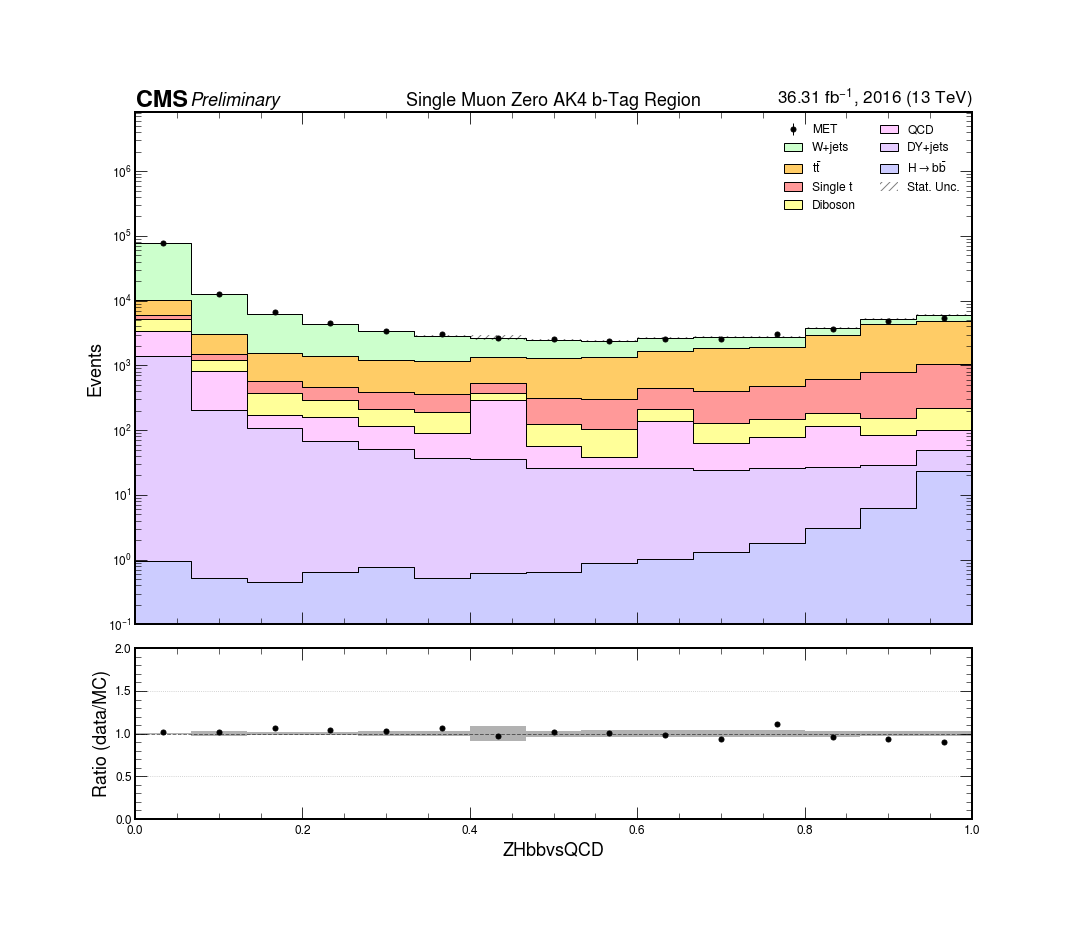 CMS Preliminary Single Muon Zero AK4 b-Tag Region 36.31 fb⁻¹, 2016 (13 TeV)
MET QCD
W+jets DY+jets
tt̄ H→bb̄
Single t Stat. Unc.
Diboson
Events
10⁶
10⁵
10⁴
10³
10²
10¹
10⁰
10⁻¹
Ratio (data/MC)
2.0
1.5
1.0
0.5
0.0
0.0 0.2 0.4 0.6 0.8 1.0
ZHbbvsQCD